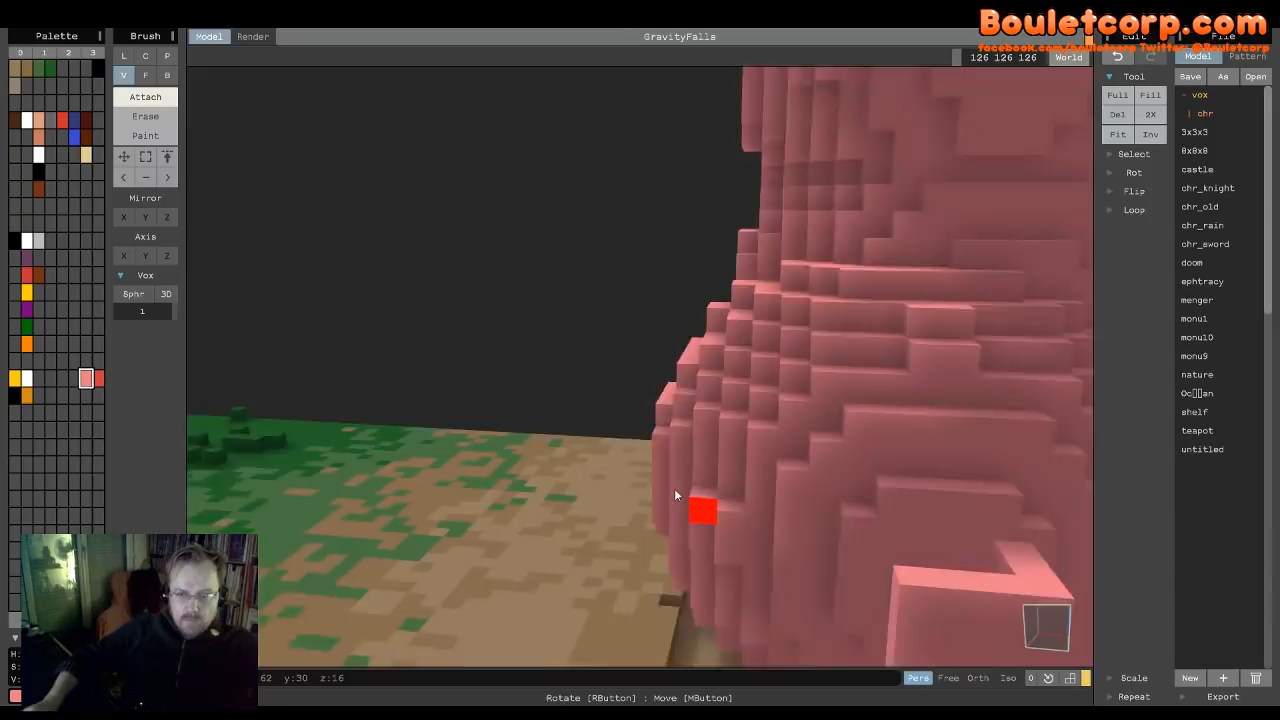 Bouletcorp.com
facebook.com/bouletcorp Twitter: @Bouletcorp
Palette
Brush
Model
Render
GravityFalls
Edit
File
0 1 2 3
L C P
126 126 126
World
Model
Pattern
V F B
Tool
Save
As
Open
Attach
Full
Fill
- vox
Erase
Del
2X
| chr
Paint
Fit
Inv
3x3x3
Select
8x8x8
Rot
castle
Mirror
Flip
chr_knight
X Y Z
Loop
chr_old
chr_rain
Axis
chr_sword
X Y Z
doom
Vox
ephtracy
Sphr
3D
menger
1
monu1
monu10
monu9
nature
shelf
teapot
untitled
H:
S:
V:
62 y:30 z:16
Pers
Free
Orth
Iso
0
Scale
New
+
Rotate [RButton] : Move [MButton]
Repeat
Export